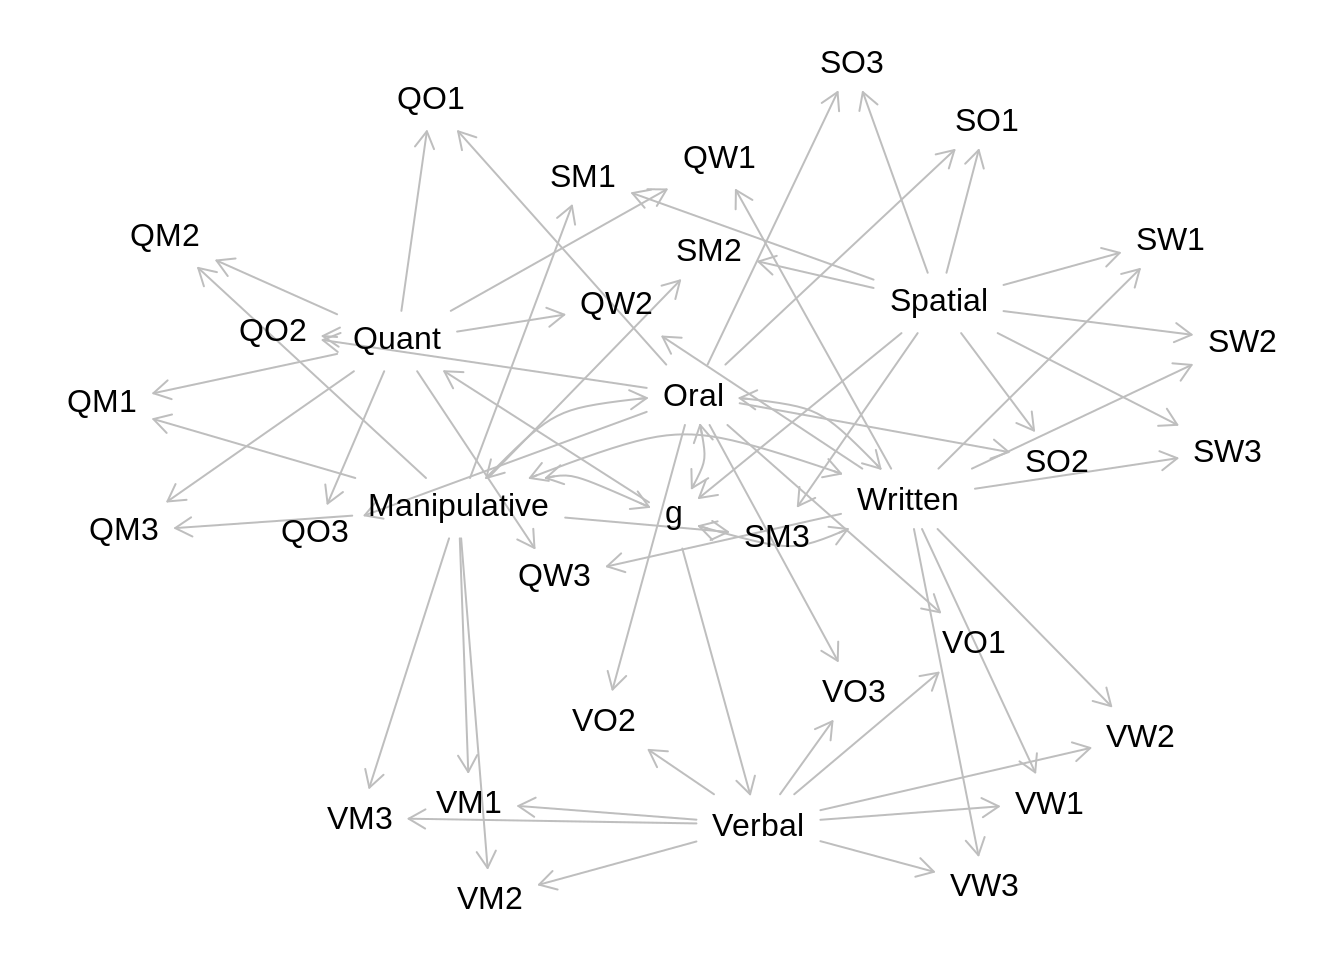 SO3
QO1
SO1
QW1
SM1
QM2
SW1
SM2
Spatial
QW2
QO2
Quant
SW2
Oral
QM1
SW3
SO2
Written
Manipulative
g
QM3
QO3
SM3
QW3
VO1
VO3
VO2
VW2
VM1
VW1
VM3
Verbal
VW3
VM2